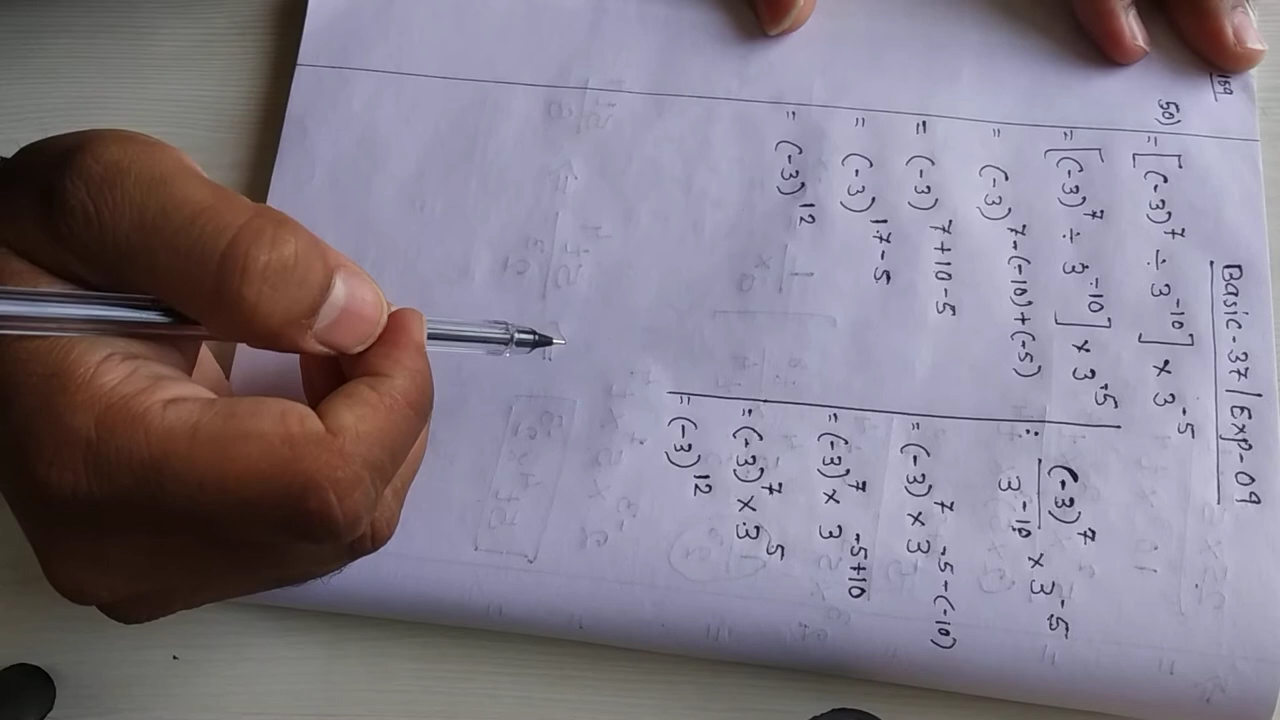 Basic-37/Exp-09
159
50) = [(-3)⁷ ÷ 3⁻¹⁰] × 3⁻⁵
= [(-3)⁷ ÷ 3⁻¹⁰] × 3⁻⁵
= (-3)⁷⁻⁽⁻¹⁰⁾⁺⁽⁻⁵⁾
= (-3)⁷⁺¹⁰⁻⁵
= (-3)¹⁷⁻⁵
= (-3)¹²
: (-3)⁷/3⁻¹⁰ × 3⁻⁵ =
= (-3)⁷ × 3⁻⁵⁻⁽⁻¹⁰⁾
= (-3)⁷ × 3⁻⁵⁺¹⁰
= (-3)⁷ × 3⁵
= (-3)¹²